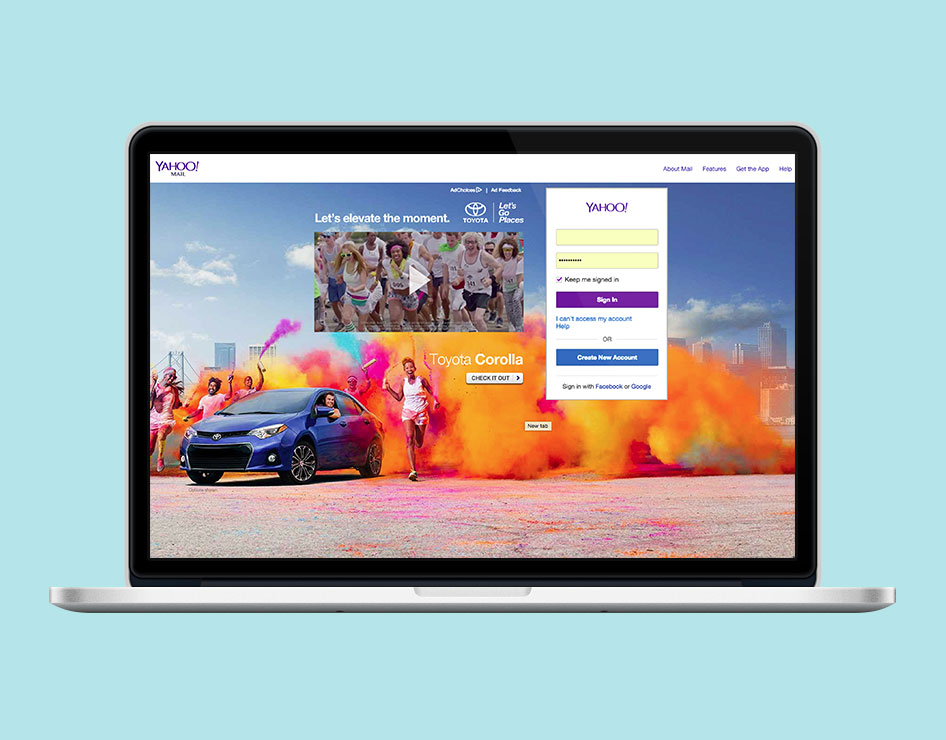 YAHOO!
MAIL
About Mail Features Get the App Help
AdChoices | Ad Feedback
Let's elevate the moment.
TOYOTA
Let's
Go
Places
341
Toyota Corolla
CHECK IT OUT
Options shown
YAHOO!
Keep me signed in
Sign In
I can't access my account
Help
OR
Create New Account
Sign in with Facebook or Google
New tab